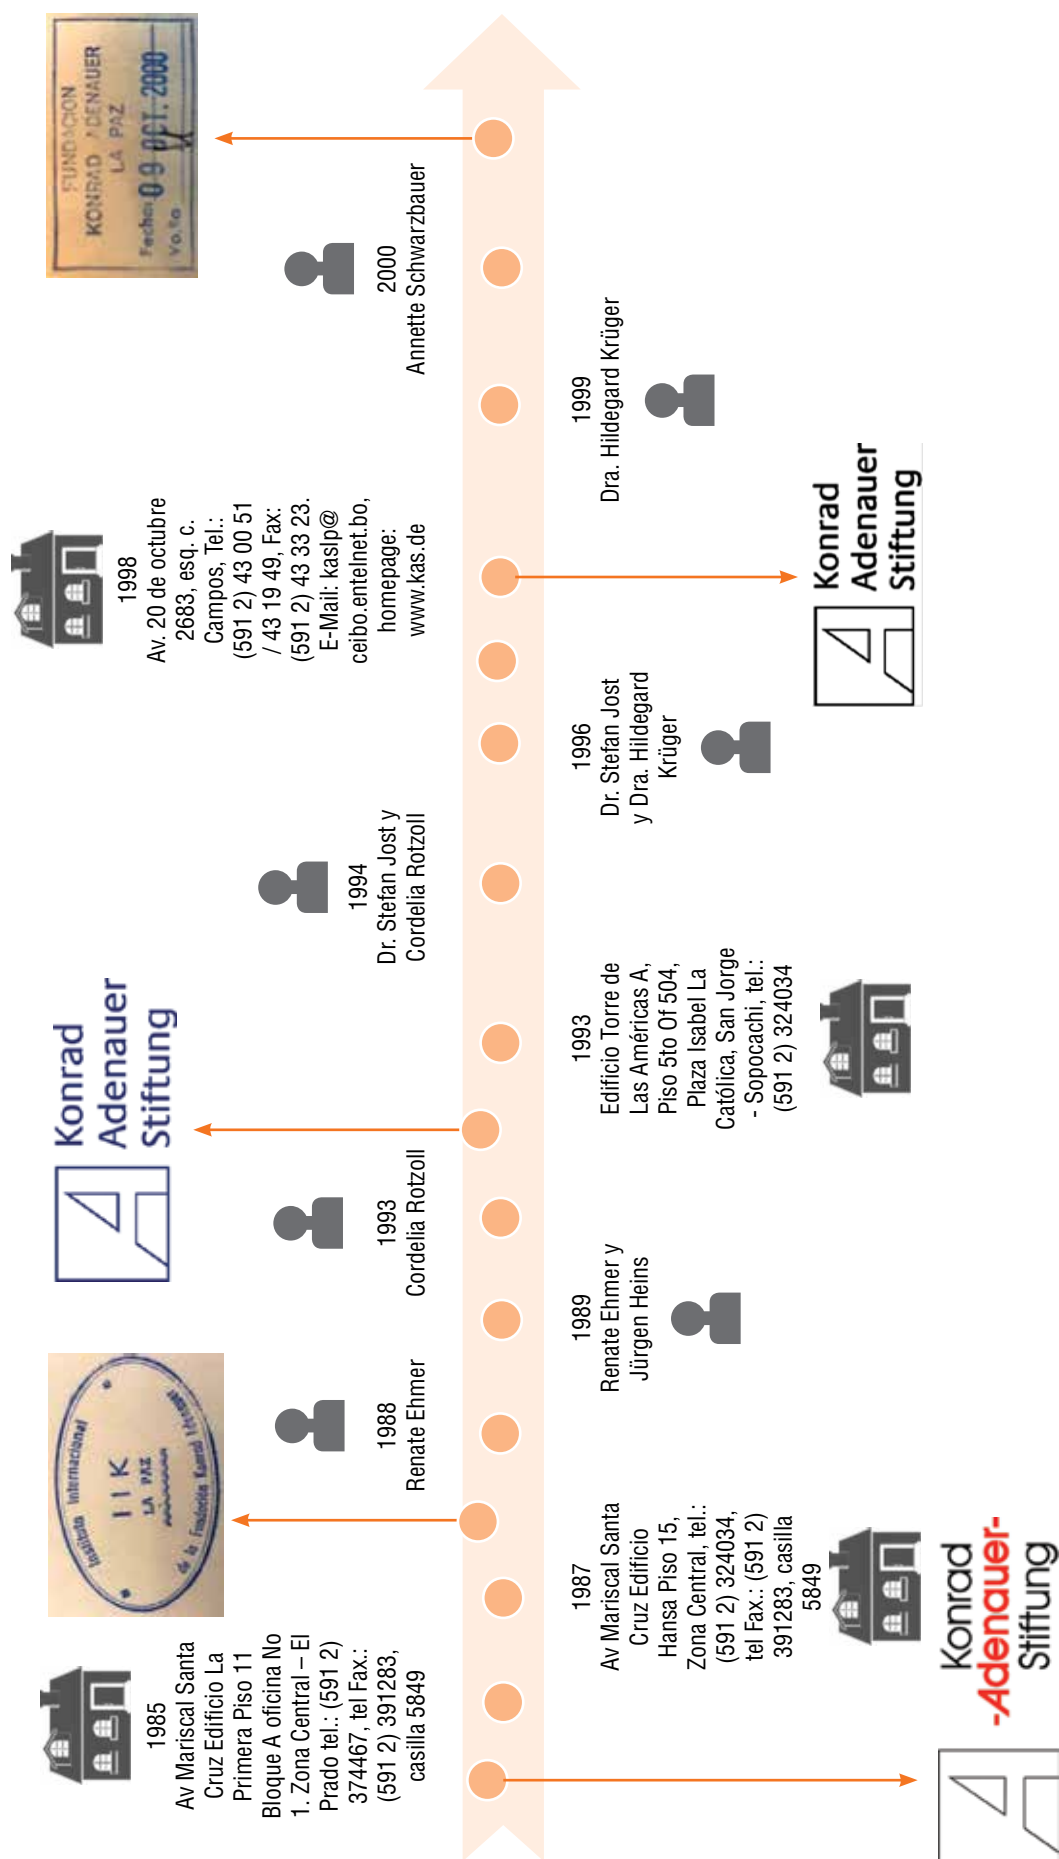 Konrad
-Adenauer-
Stiftung
1985
Av Mariscal Santa
Cruz Edificio La
Primera Piso 11
Bloque A oficina No
1. Zona Central – El
Prado tel.: (591 2)
374467, tel Fax.:
(591 2) 391283,
casilla 5849
1987
Av Mariscal Santa
Cruz Edificio
Hansa Piso 15,
Zona Central, tel.:
(591 2) 324034,
tel Fax.: (591 2)
391283, casilla
5849
Instituto Internacional
I I K
LA PAZ
de la Fundación Konrad Adenauer
1988
Renate Ehmer
1989
Renate Ehmer y
Jürgen Heins
1993
Cordelia Rotzoll
Konrad
Adenauer
Stiftung
1993
Edificio Torre de
Las Américas A,
Piso 5to Of 504,
Plaza Isabel La
Católica, San Jorge
- Sopocachi, tel.:
(591 2) 324034
1994
Dr. Stefan Jost y
Cordelia Rotzoll
1996
Dr. Stefan Jost
y Dra. Hildegard
Krüger
1998
Av. 20 de octubre
2683, esq. c.
Campos, Tel.:
(591 2) 43 00 51
/ 43 19 49, Fax:
(591 2) 43 33 23.
E-Mail: kaslp@
ceibo.entelnet.bo,
homepage:
www.kas.de
Konrad
Adenauer
Stiftung
1999
Dra. Hildegard Krüger
2000
Annette Schwarzbauer
FUNDACION
KONRAD ADENAUER
LA PAZ
Fecha: 09 OCT. 2000
Vo.Bo